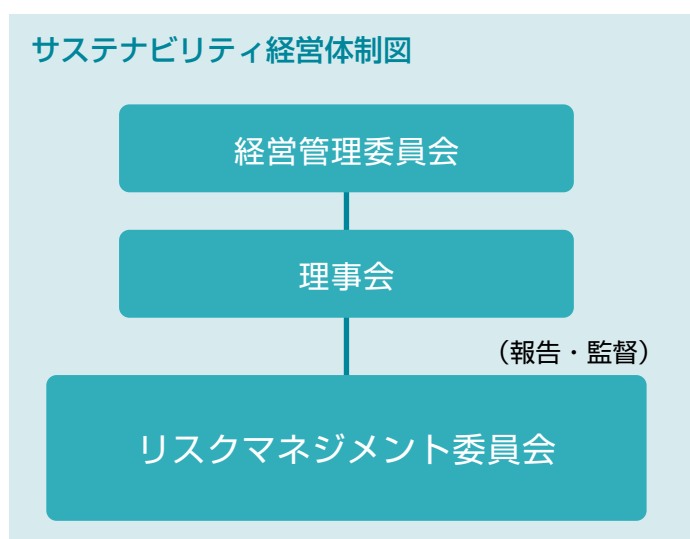 サステナビリティ経営体制図
経営管理委員会
理事会
（報告・監督）
リスクマネジメント委員会